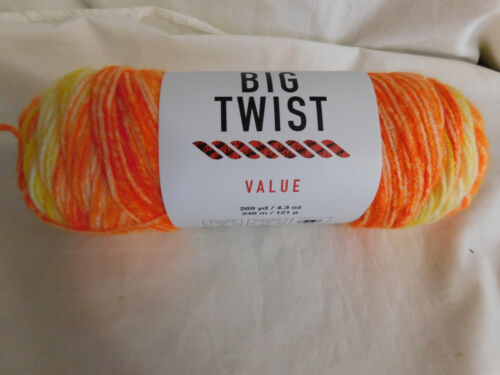 BIG
TWIST
VALUE
269 yd / 4.3 oz
246 m / 121 g